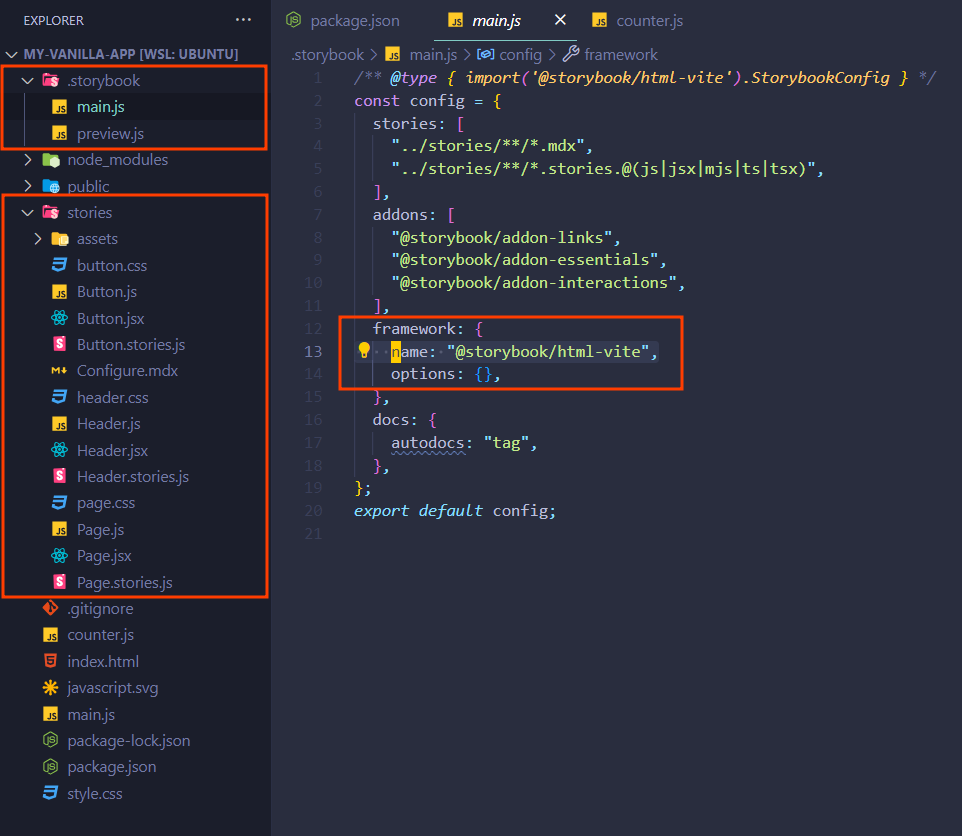 EXPLORER ···
MY-VANILLA-APP [WSL: UBUNTU]
.storybook
main.js
preview.js
node_modules
public
stories
assets
button.css
Button.js
Button.jsx
Button.stories.js
Configure.mdx
header.css
Header.js
Header.jsx
Header.stories.js
page.css
Page.js
Page.jsx
Page.stories.js
.gitignore
counter.js
index.html
javascript.svg
main.js
package-lock.json
package.json
style.css
package.json main.js counter.js
.storybook > main.js > config > framework
1 /** @type { import('@storybook/html-vite').StorybookConfig } */
2 const config = {
3 stories: [
4 "../stories/**/*.mdx",
5 "../stories/**/*.stories.@(js|jsx|mjs|ts|tsx)",
6 ],
7 addons: [
8 "@storybook/addon-links",
9 "@storybook/addon-essentials",
10 "@storybook/addon-interactions",
11 ],
12 framework: {
13 name: "@storybook/html-vite",
14 options: {},
15 },
16 docs: {
17 autodocs: "tag",
18 },
19 };
20 export default config;
21